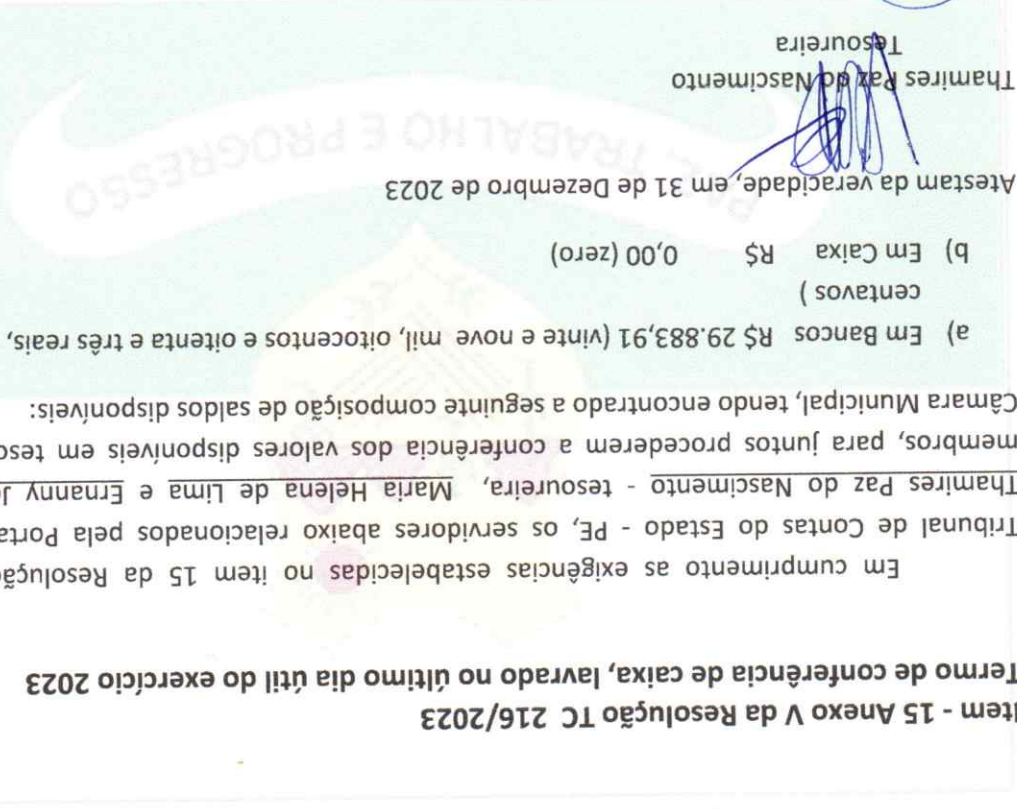 Item - 15 Anexo V da Resolução TC 216/2023
Termo de conferência de caixa, lavrado no último dia útil do exercício 2023
Em cumprimento as exigências estabelecidas no item 15 da Resolução
Tribunal de Contas do Estado - PE, os servidores abaixo relacionados pela
Thamires Paz do Nascimento - tesoureira, Maria Helena de Lima e Ernanny
membros, para juntos procederem a conferência dos valores disponíveis em
Câmara Municipal, tendo encontrado a seguinte composição de saldos disponíveis:
a) Em Bancos R$ 29.883,91 (vinte e nove mil, oitocentos e oitenta e três reais,
centavos )
b) Em Caixa R$ 0,00 (zero)
Atestam da veracidade, em 31 de Dezembro de 2023
PAZ, TRABALHO E PROGRESSO
Thamires Paz do Nascimento
Tesoureira